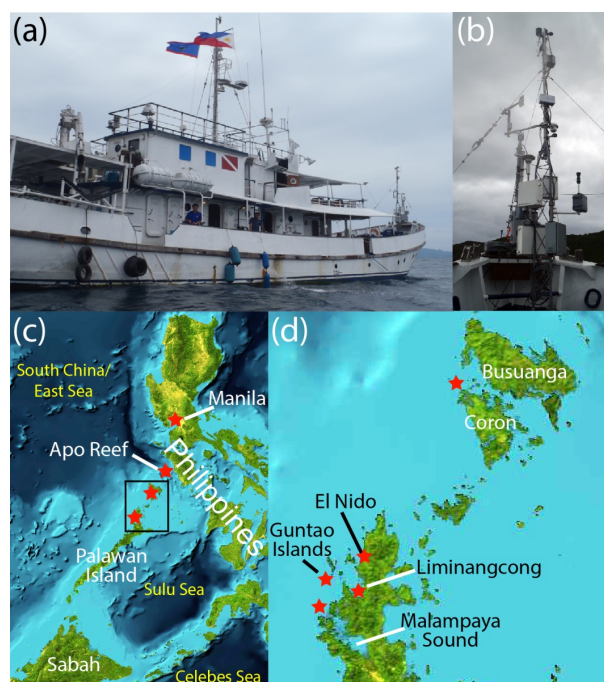 (a)
(b)
(c)
South China/
East Sea
Manila
Apo Reef
Philippines
Palawan
Island
Sulu Sea
Sabah
Celebes Sea
(d)
Busuanga
Coron
El Nido
Guntao
Islands
Liminangcong
Malampaya
Sound